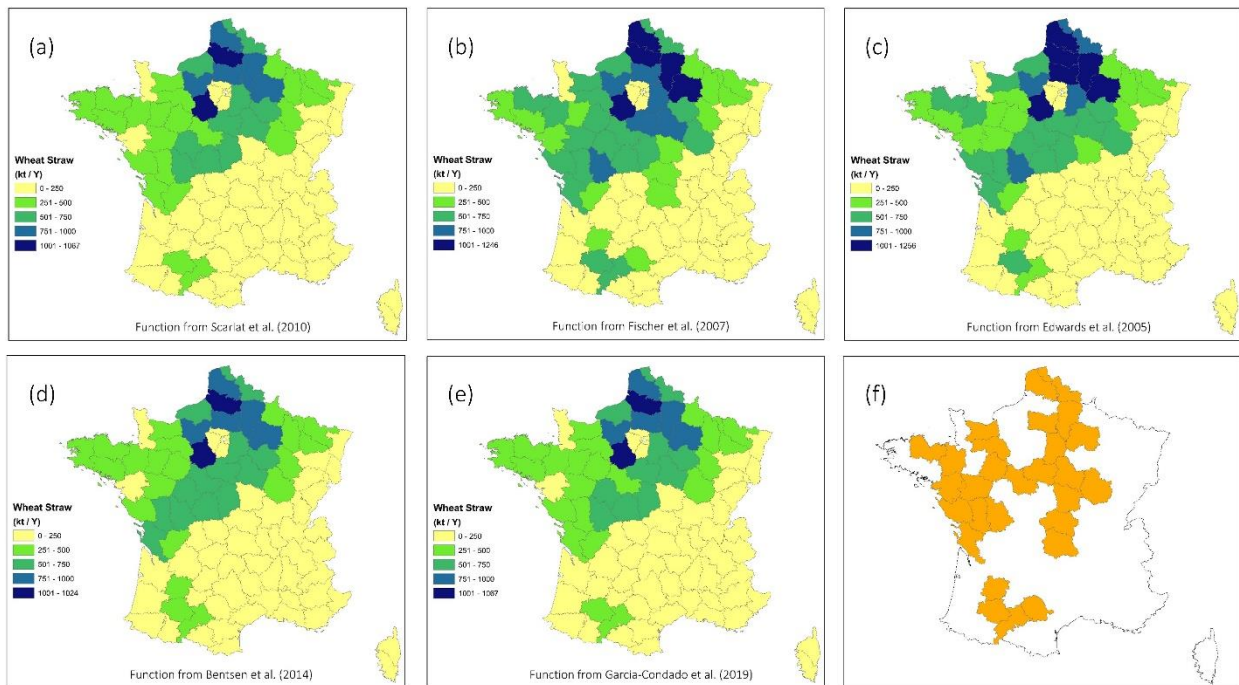 (a)
Wheat Straw
(kt / Y)
0 - 250
251 - 500
501 - 750
751 - 1000
1001 - 1067
Function from Scarlat et al. (2010)
(b)
Wheat Straw
(kt / Y)
0 - 250
251 - 500
501 - 750
751 - 1000
1001 - 1246
Function from Fischer et al. (2007)
(c)
Wheat Straw
(kt / Y)
0 - 250
251 - 500
501 - 750
751 - 1000
1001 - 1256
Function from Edwards et al. (2005)
(d)
Wheat Straw
(kt / Y)
0 - 250
251 - 500
501 - 750
751 - 1000
1001 - 1024
Function from Bentsen et al. (2014)
(e)
Wheat Straw
(kt / Y)
0 - 250
251 - 500
501 - 750
751 - 1000
1001 - 1087
Function from Garcia-Condado et al. (2019)
(f)